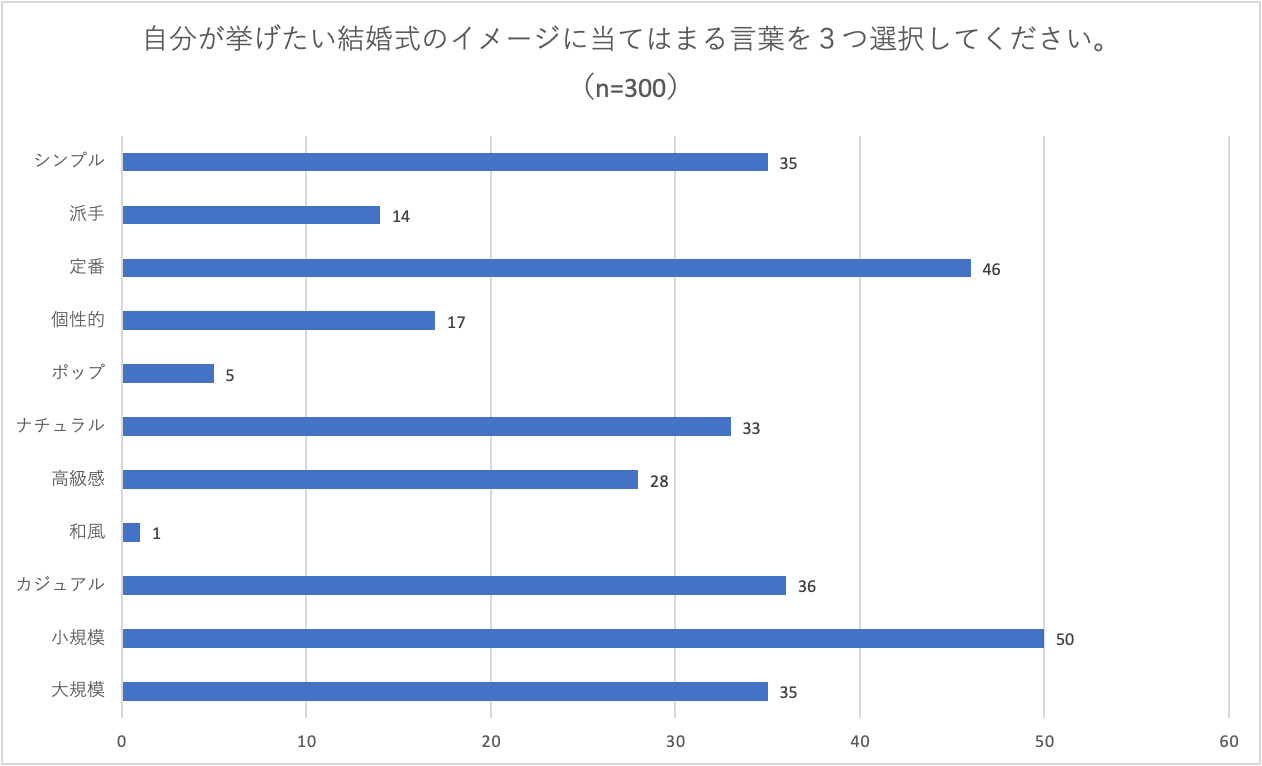 自分が挙げたい結婚式のイメージに当てはまる言葉を３つ選択してください。
（n=300）
シンプル 35
派手 14
定番 46
個性的 17
ポップ 5
ナチュラル 33
高級感 28
和風 1
カジュアル 36
小規模 50
大規模 35
0 10 20 30 40 50 60